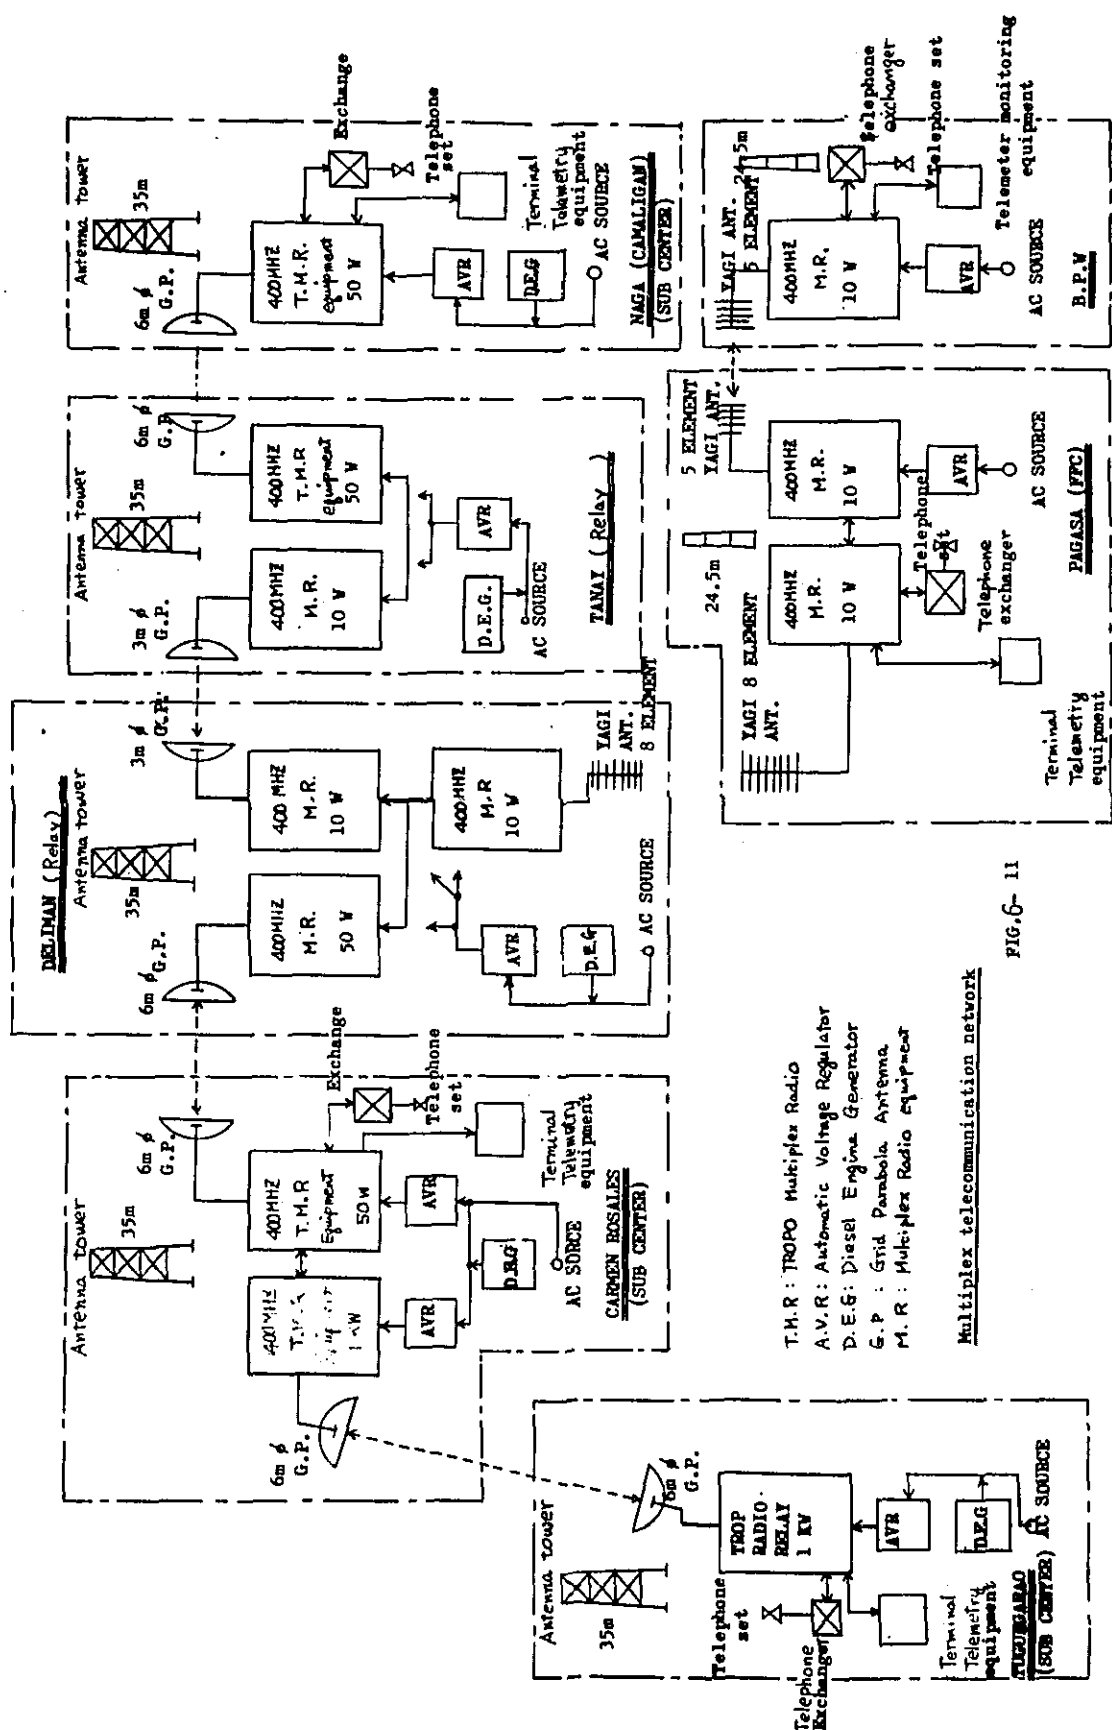 DELIMAN (Relay)
Antenna tower
35m
6m ø
G.P.
6m ø
G.P.
400MHZ
1 KW
400MHZ
T.M.R
Equipment
50W
Exchange
Telephone
set
Terminal
Telemetry
equipment
AVR
AVR
D.E.G
AC SORCE
CARMEN ROSALES
(SUB CENTER)
Antenna tower
35m
6m ø
G.P.
3m ø
G.P.
400MHZ
M.R.
50 W
400 MHZ
M.R
10 W
400MHZ
M.R
10 W
YAGI
ANT.
8 ELEMENT
AVR
D.E.G
AC SOURCE
Antenna tower
35m
3m ø
G.P.
6m ø
G.P.
400MHZ
M.R.
10 W
400MHZ
T.M.R
equipment
50 W
AVR
D.E.G.
AC SOURCE
TANAY (Relay)
Antenna tower
35m
6m ø
G.P.
400MHZ
T.M.R.
equipment
50 W
Exchange
Telephone
set
Terminal
Telemetry
equipment
AVR
D.E.G
AC SOURCE
NAGA (CAMALIGAN)
(SUB CENTER)
Antenna tower
35m
6m ø
G.P.
TROP
RADIO
RELAY
1 KW
Telephone
set
Telephone
Exchanger
Terminal
Telemetry
equipment
AVR
D.E.G
AC SOURCE
TUGUEGARAO
(SUB CENTER)
T.M.R : TROPO Multiplex Radio
A.V.R : Automatic Voltage Regulator
D.E.G : Diesel Engine Generator
G.P : Grid Parabola Antenna
M.R : Multiplex Radio equipment
Multiplex telecommunication network
FIG.6- 11
YAGI 8 ELEMENT
ANT.
24.5m
5 ELEMENT
YAGI ANT.
400MHZ
M.R.
10 W
400MHZ
M.R.
10 W
Telephone
set
Telephone
exchanger
Terminal
Telemetry
equipment
AVR
AC SOURCE
PAGASA (FFC)
YAGI ANT.
5 ELEMENT
24.5m
400MHZ
M.R.
10 W
Telephone
exchanger
Telephone set
Telemeter monitoring
equipment
AVR
AC SOURCE
B.P.W